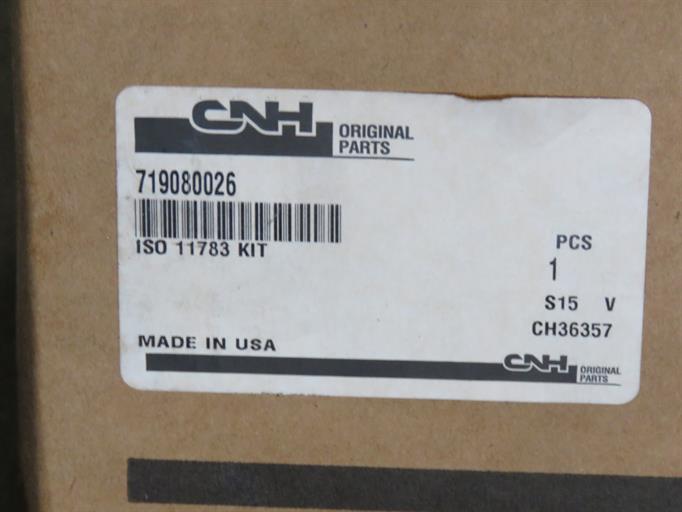 CNH
ORIGINAL
PARTS
719080026
ISO 11783 KIT
PCS
1
S15 V
CH36357
MADE IN USA
CNH
ORIGINAL
PARTS